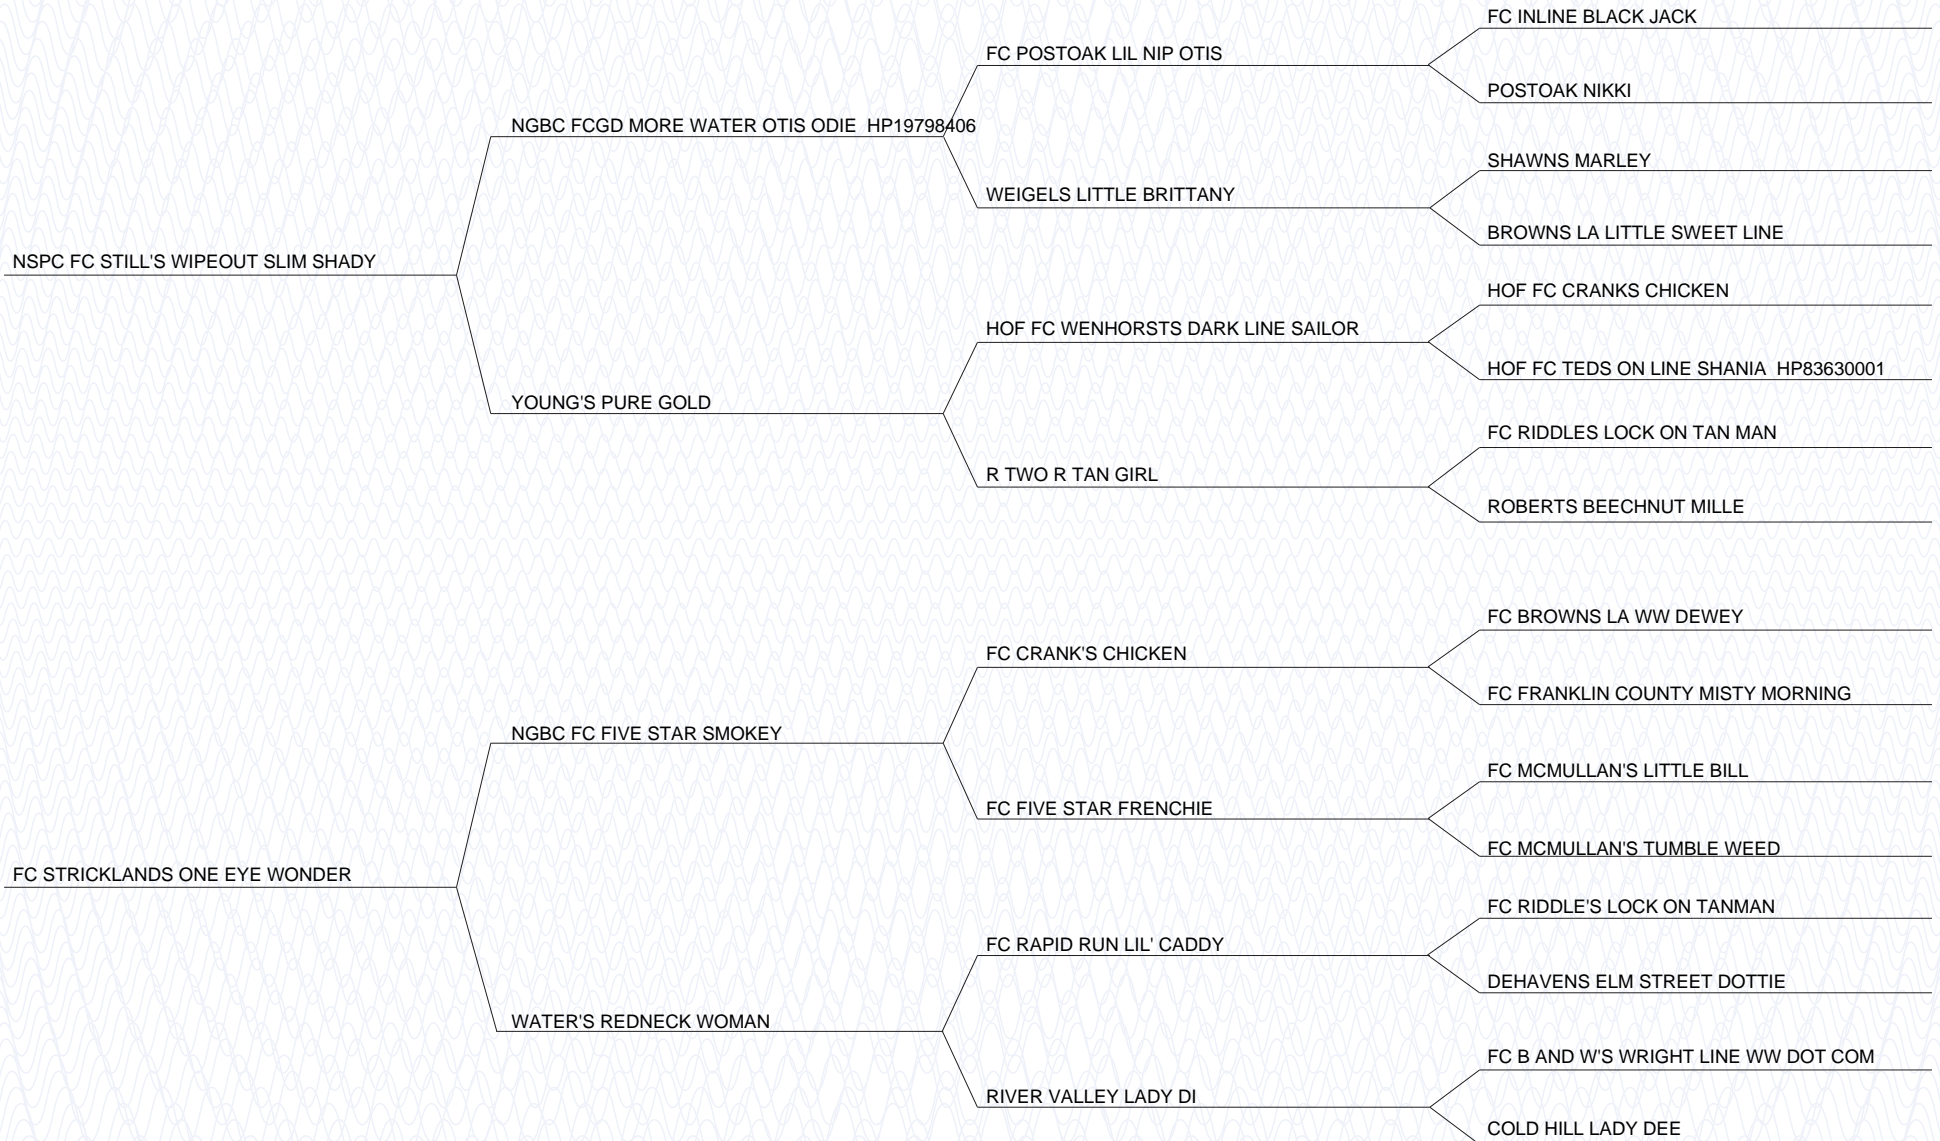 FC INLINE BLACK JACK
FC POSTOAK LIL NIP OTIS
POSTOAK NIKKI
NGBC FCGD MORE WATER OTIS ODIE  HP19798406
SHAWNS MARLEY
WEIGELS LITTLE BRITTANY
BROWNS LA LITTLE SWEET LINE
NSPC FC STILL'S WIPEOUT SLIM SHADY
HOF FC CRANKS CHICKEN
HOF FC WENHORSTS DARK LINE SAILOR
HOF FC TEDS ON LINE SHANIA  HP83630001
YOUNG'S PURE GOLD
FC RIDDLES LOCK ON TAN MAN
R TWO R TAN GIRL
ROBERTS BEECHNUT MILLE
FC BROWNS LA WW DEWEY
FC CRANK'S CHICKEN
FC FRANKLIN COUNTY MISTY MORNING
NGBC FC FIVE STAR SMOKEY
FC MCMULLAN'S LITTLE BILL
FC FIVE STAR FRENCHIE
FC MCMULLAN'S TUMBLE WEED
FC STRICKLANDS ONE EYE WONDER
FC RIDDLE'S LOCK ON TANMAN
FC RAPID RUN LIL' CADDY
DEHAVENS ELM STREET DOTTIE
WATER'S REDNECK WOMAN
FC B AND W'S WRIGHT LINE WW DOT COM
RIVER VALLEY LADY DI
COLD HILL LADY DEE